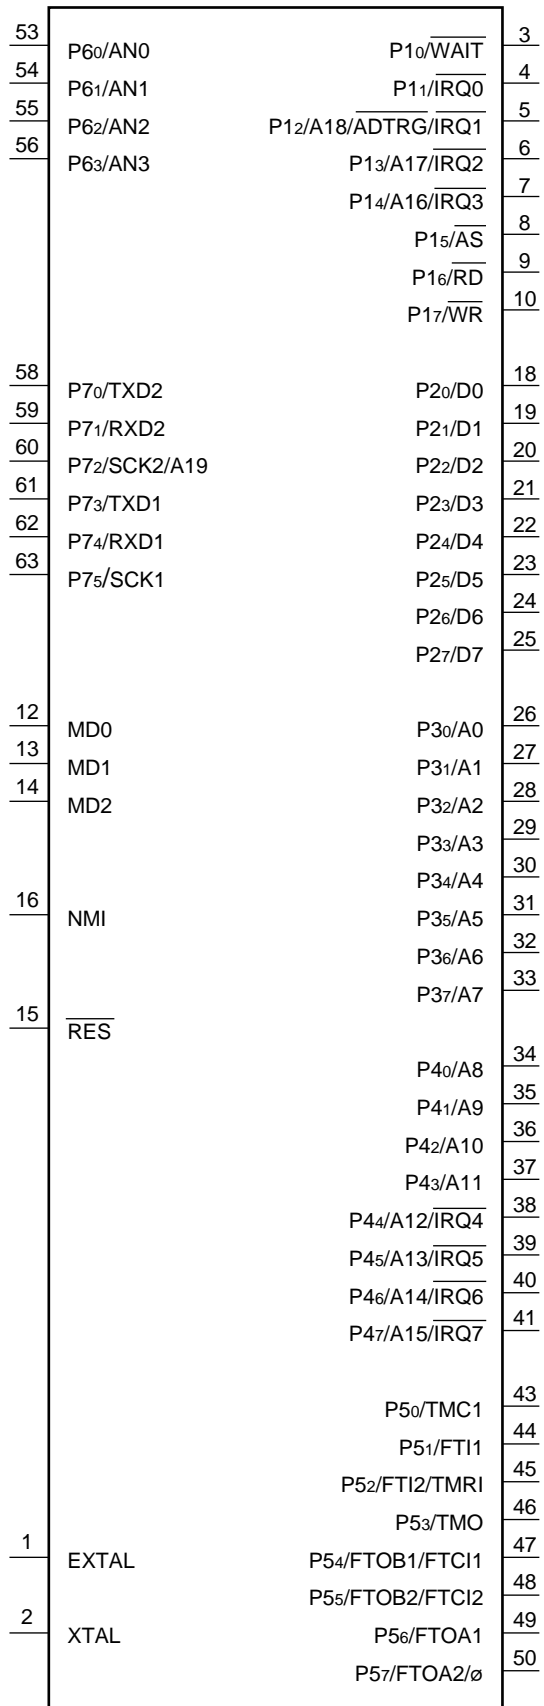 53 P60/AN0 P10/WAIT 3
54 P61/AN1 P11/IRQ0 4
55 P62/AN2 P12/A18/ADTRG/IRQ1 5
56 P63/AN3 P13/A17/IRQ2 6
P14/A16/IRQ3 7
P15/AS 8
P16/RD 9
P17/WR 10
58 P70/TXD2 P20/D0 18
59 P71/RXD2 P21/D1 19
60 P72/SCK2/A19 P22/D2 20
61 P73/TXD1 P23/D3 21
62 P74/RXD1 P24/D4 22
63 P75/SCK1 P25/D5 23
P26/D6 24
P27/D7 25
12 MD0 P30/A0 26
13 MD1 P31/A1 27
14 MD2 P32/A2 28
P33/A3 29
P34/A4 30
16 NMI P35/A5 31
P36/A6 32
P37/A7 33
15 RES
P40/A8 34
P41/A9 35
P42/A10 36
P43/A11 37
P44/A12/IRQ4 38
P45/A13/IRQ5 39
P46/A14/IRQ6 40
P47/A15/IRQ7 41
P50/TMC1 43
P51/FTI1 44
P52/FTI2/TMRI 45
P53/TMO 46
1 EXTAL P54/FTOB1/FTCI1 47
P55/FTOB2/FTCI2 48
2 XTAL P56/FTOA1 49
P57/FTOA2/ø 50